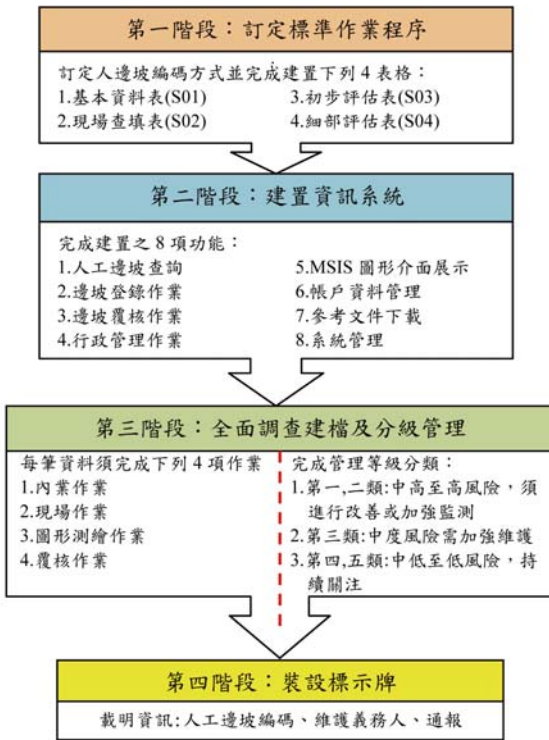 第一階段：訂定標準作業程序
訂定人邊坡編碼方式並完成建置下列4表格：
1.基本資料表(S01)
2.現場查填表(S02)
3.初步評估表(S03)
4.細部評估表(S04)
第二階段：建置資訊系統
完成建置之8項功能：
1.人工邊坡查詢
2.邊坡登錄作業
3.邊坡覆核作業
4.行政管理作業
5.MSIS 圖形介面展示
6.帳戶資料管理
7.參考文件下載
8.系統管理
第三階段：全面調查建檔及分級管理
每筆資料須完成下列4項作業
1.內業作業
2.現場作業
3.圖形測繪作業
4.覆核作業
完成管理等級分類：
1.第一,二類:中高至高風險，須
進行改善或加強監測
2.第三類:中度風險需加強維護
3.第四,五類:中低至低風險，持
續關注
第四階段：裝設標示牌
載明資訊:人工邊坡編碼、維護義務人、通報